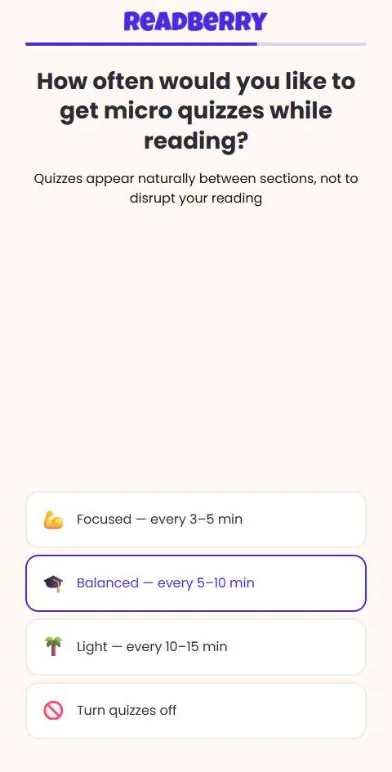 ReADBeRRY
How often would you like to
get micro quizzes while
reading?
Quizzes appear naturally between sections, not to
disrupt your reading
Focused — every 3–5 min
Balanced — every 5–10 min
Light — every 10–15 min
Turn quizzes off